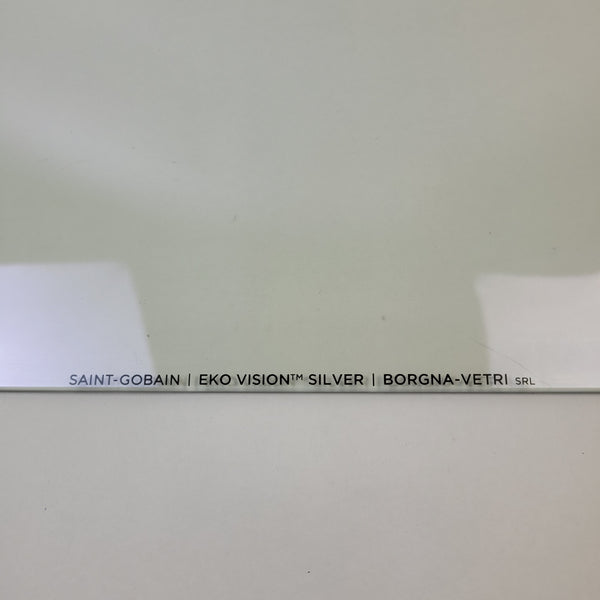 SAINT-GOBAIN | EKO VISION™ SILVER | BORGNA-VETRI SRL